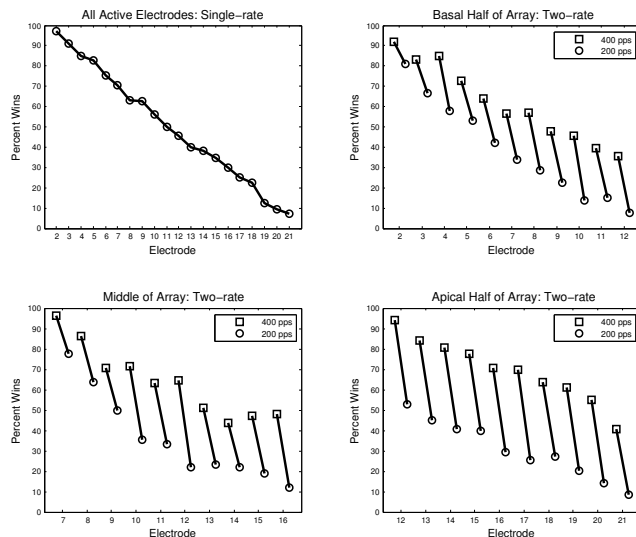 All Active Electrodes: Single-rate
100
90
80
70
60
50
40
30
20
10
0
Percent Wins
2 3 4 5 6 7 8 9 10 11 12 13 14 15 16 17 18 19 20 21
Electrode
Basal Half of Array: Two-rate
400 pps
200 pps
100
90
80
70
60
50
40
30
20
10
0
Percent Wins
2 3 4 5 6 7 8 9 10 11 12
Electrode
Middle of Array: Two-rate
400 pps
200 pps
100
90
80
70
60
50
40
30
20
10
0
Percent Wins
7 8 9 10 11 12 13 14 15 16
Electrode
Apical Half of Array: Two-rate
400 pps
200 pps
100
90
80
70
60
50
40
30
20
10
0
Percent Wins
12 13 14 15 16 17 18 19 20 21
Electrode